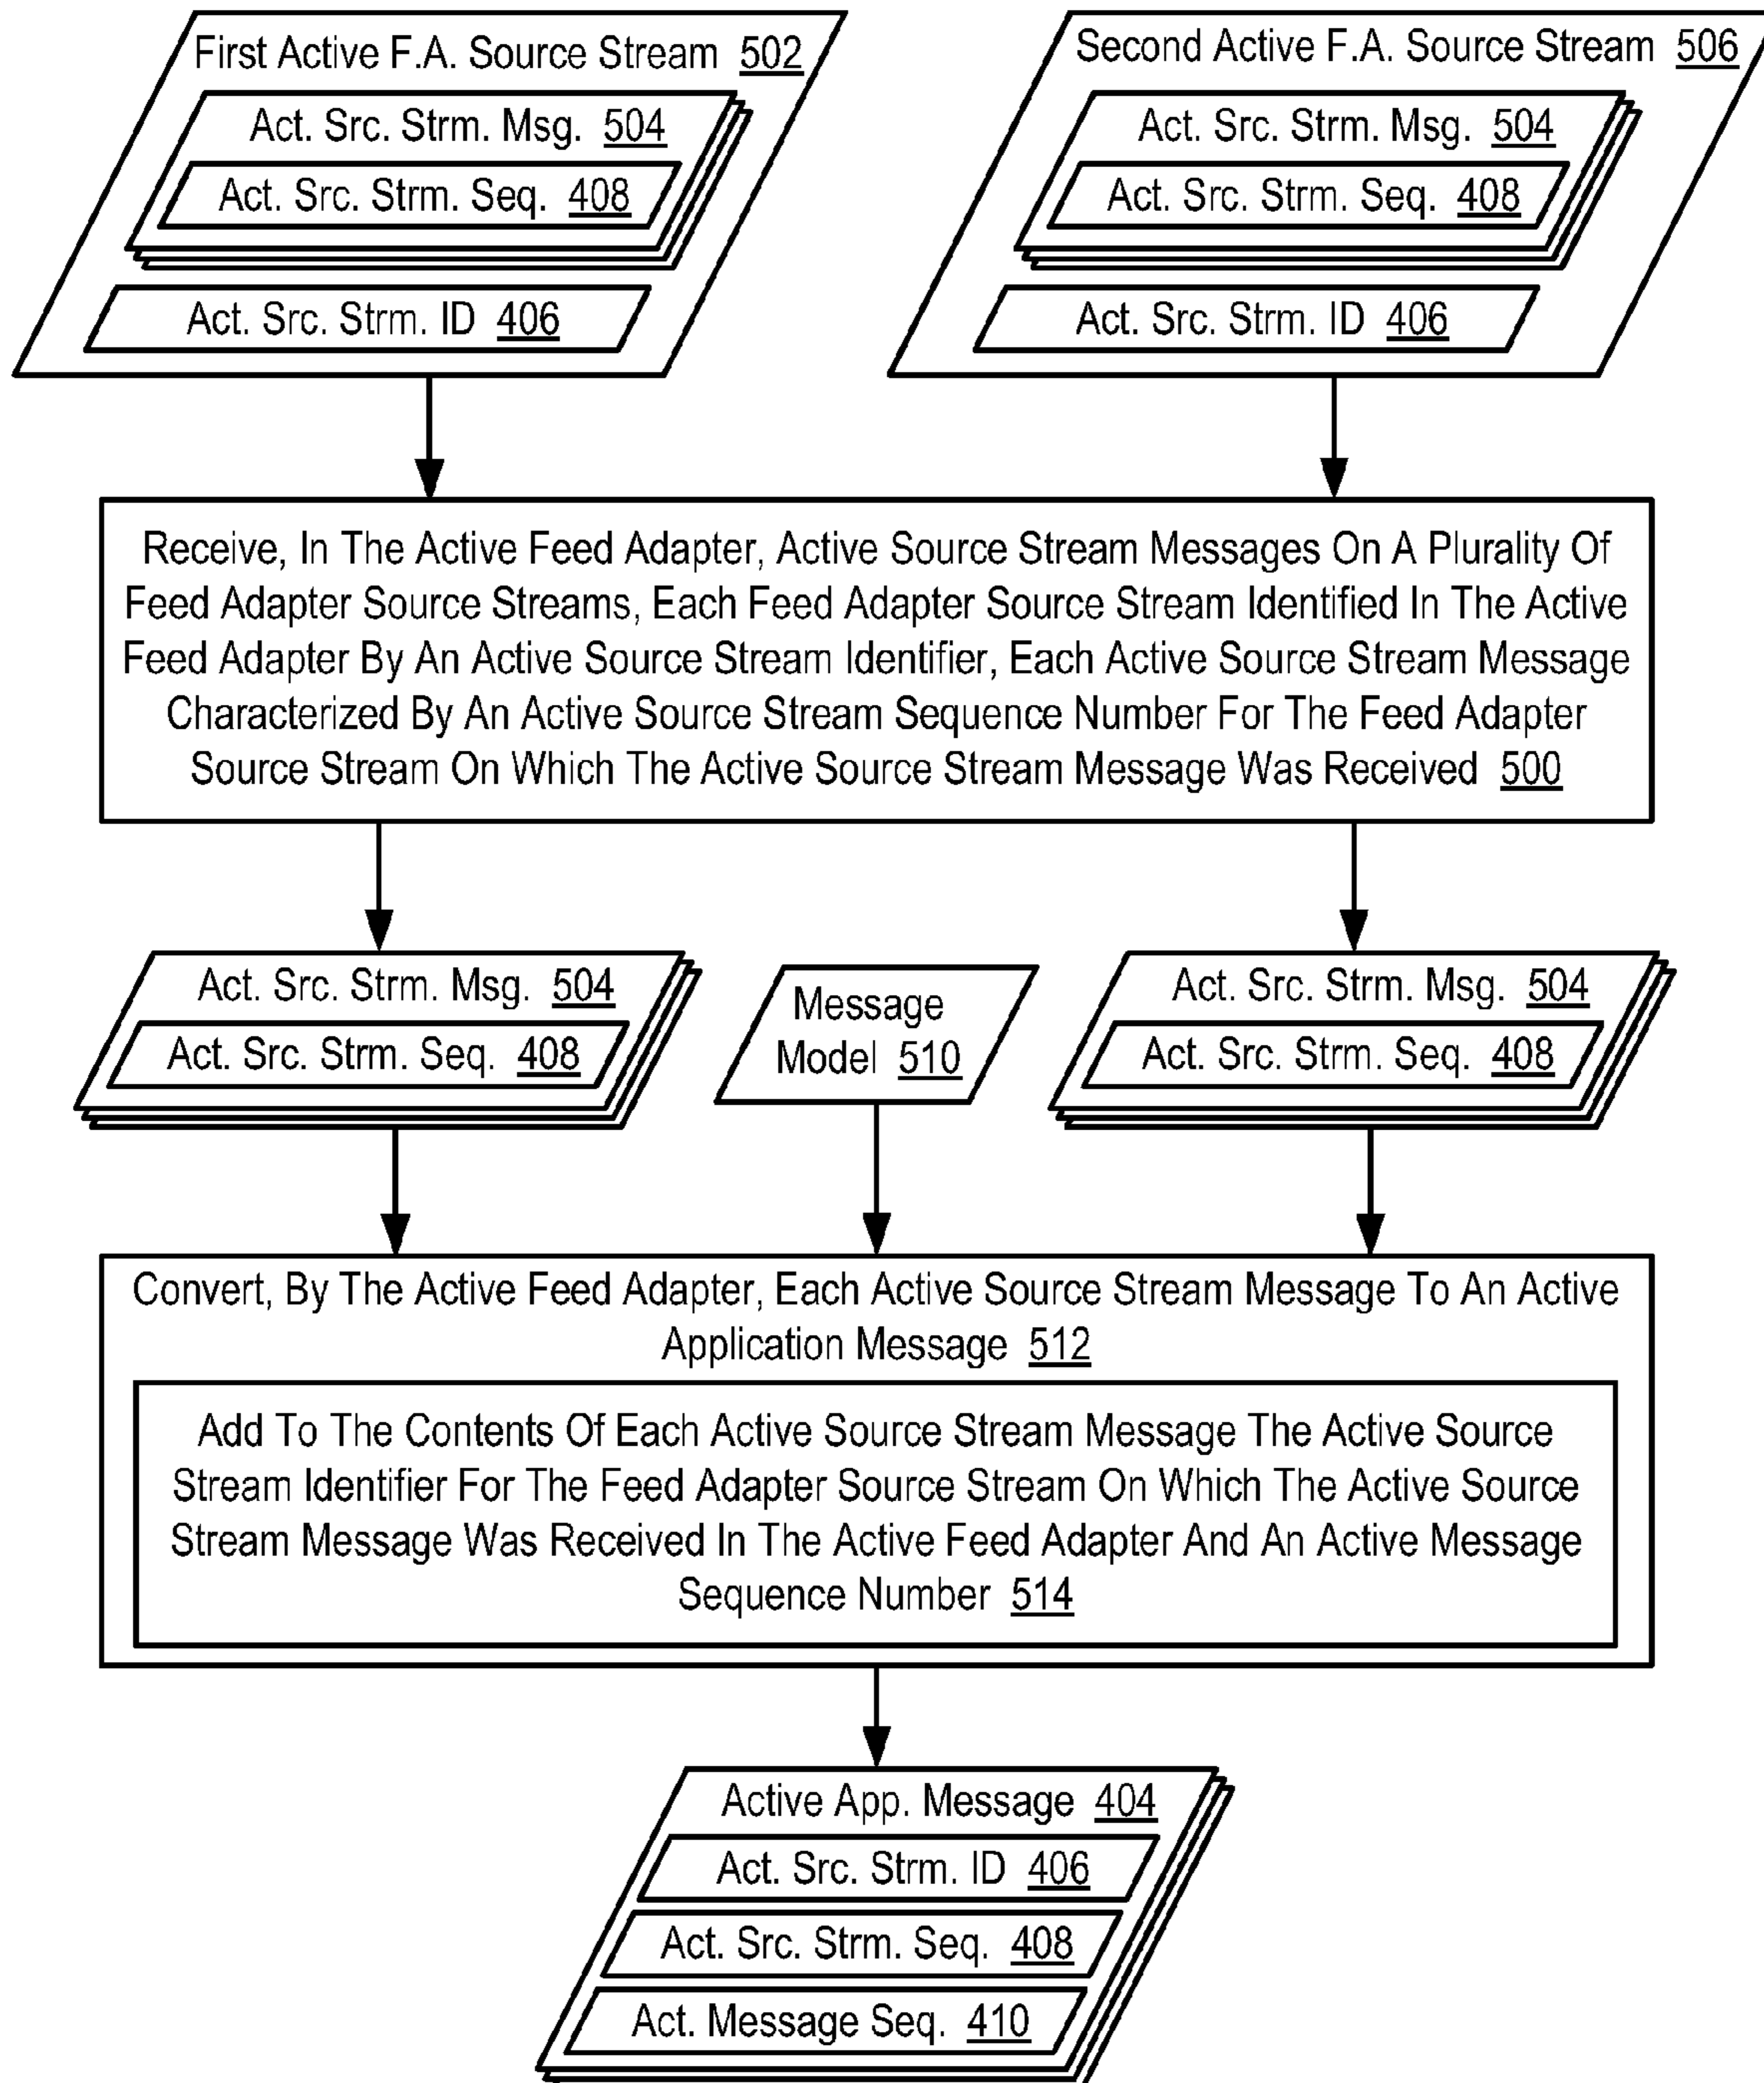 First Active F.A. Source Stream 502
Act. Src. Strm. Msg. 504
Act. Src. Strm. Seq. 408
Act. Src. Strm. ID 406
Second Active F.A. Source Stream 506
Act. Src. Strm. Msg. 504
Act. Src. Strm. Seq. 408
Act. Src. Strm. ID 406
Receive, In The Active Feed Adapter, Active Source Stream Messages On A Plurality Of
Feed Adapter Source Streams, Each Feed Adapter Source Stream Identified In The Active
Feed Adapter By An Active Source Stream Identifier, Each Active Source Stream Message
Characterized By An Active Source Stream Sequence Number For The Feed Adapter
Source Stream On Which The Active Source Stream Message Was Received 500
Act. Src. Strm. Msg. 504
Act. Src. Strm. Seq. 408
Message
Model 510
Act. Src. Strm. Msg. 504
Act. Src. Strm. Seq. 408
Convert, By The Active Feed Adapter, Each Active Source Stream Message To An Active
Application Message 512
Add To The Contents Of Each Active Source Stream Message The Active Source
Stream Identifier For The Feed Adapter Source Stream On Which The Active Source
Stream Message Was Received In The Active Feed Adapter And An Active Message
Sequence Number 514
Active App. Message 404
Act. Src. Strm. ID 406
Act. Src. Strm. Seq. 408
Act. Message Seq. 410